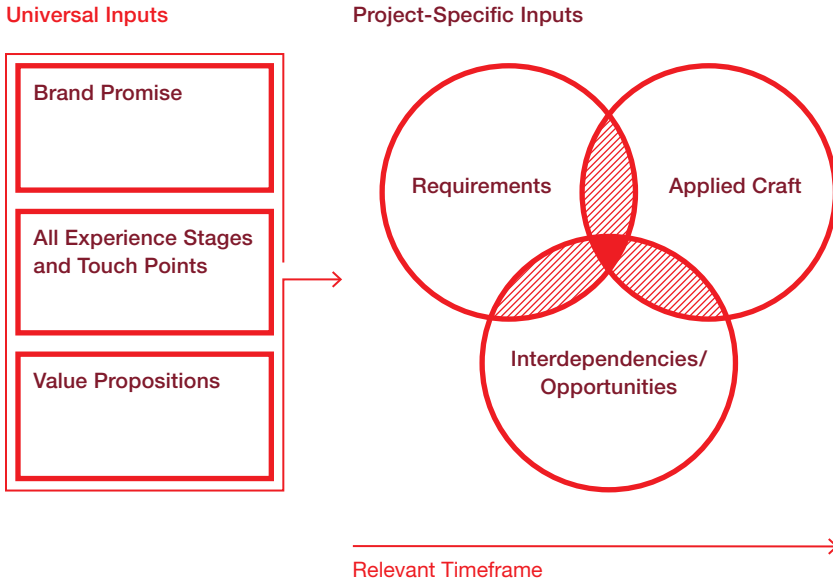 Universal Inputs
Brand Promise
All Experience Stages
and Touch Points
Value Propositions
Project-Specific Inputs
Requirements
Applied Craft
Interdependencies/
Opportunities
Relevant Timeframe